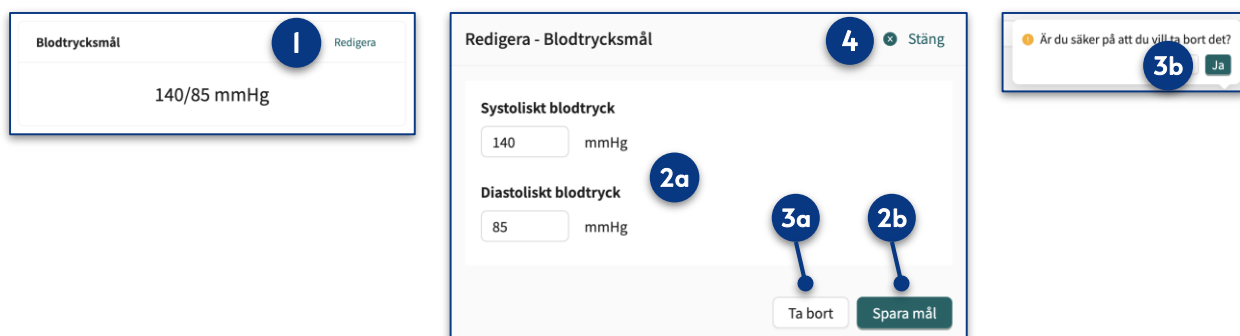 Blodtrycksmål
1
Redigera
140/85 mmHg
Redigera - Blodtrycksmål
4
Stäng
Systoliskt blodtryck
140 mmHg
2a
Diastoliskt blodtryck
85 mmHg
3a
2b
Ta bort
Spara mål
Är du säker på att du vill ta bort det?
3b
Ja